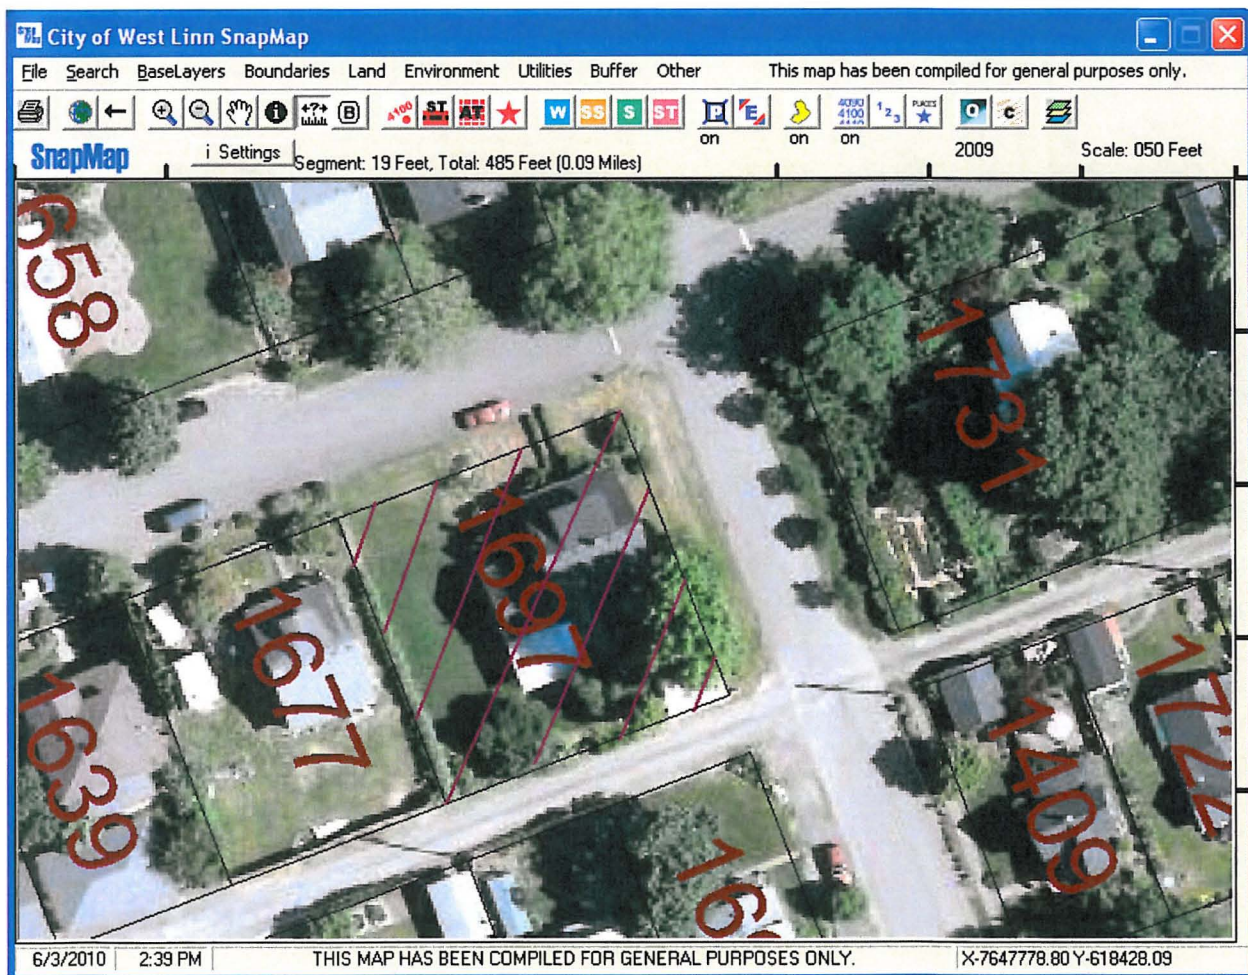 City of West Linn SnapMap
File Search BaseLayers Boundaries Land Environment Utilities Buffer Other This map has been compiled for general purposes only.
4100 ST AT W SS S ST P E 4090 4100 1 2 3 PLACES O C
on on on
SnapMap i Settings Segment: 19 Feet, Total: 485 Feet (0.09 Miles) 2009 Scale: 050 Feet
658
1731
1697
1677
1639
1409
1722
6/3/2010 2:39 PM THIS MAP HAS BEEN COMPILED FOR GENERAL PURPOSES ONLY. X-7647778.80 Y-618428.09